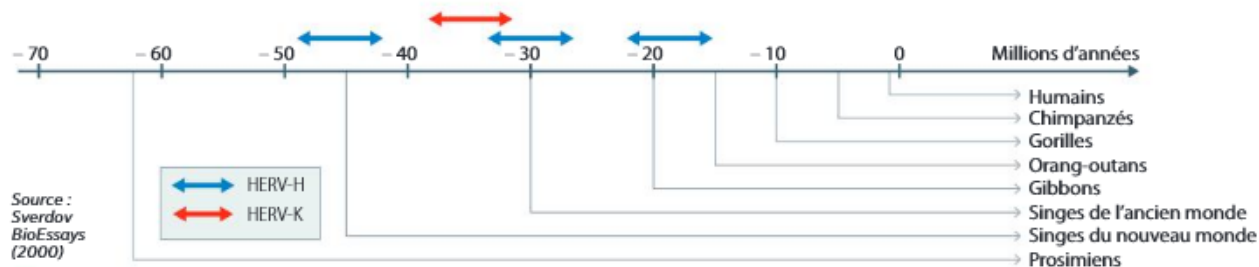 – 70 – 60 – 50 – 40 – 30 – 20 – 10 0 Millions d'années
Humains
Chimpanzés
Gorilles
Orang-outans
Gibbons
Singes de l'ancien monde
Singes du nouveau monde
Prosimiens
HERV-H
HERV-K
Source :
Sverdov
BioEssays
(2000)